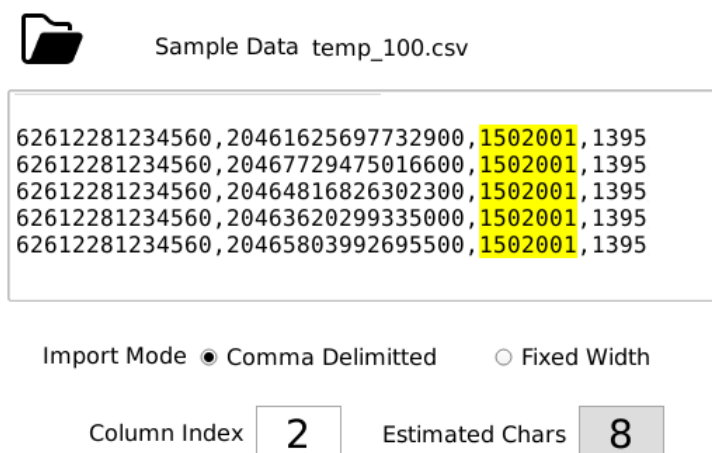 Sample Data temp_100.csv
62612281234560,20461625697732900,1502001,1395
62612281234560,20467729475016600,1502001,1395
62612281234560,20464816826302300,1502001,1395
62612281234560,20463620299335000,1502001,1395
62612281234560,20465803992695500,1502001,1395
Import Mode Comma Delimitted Fixed Width
Column Index 2 Estimated Chars 8